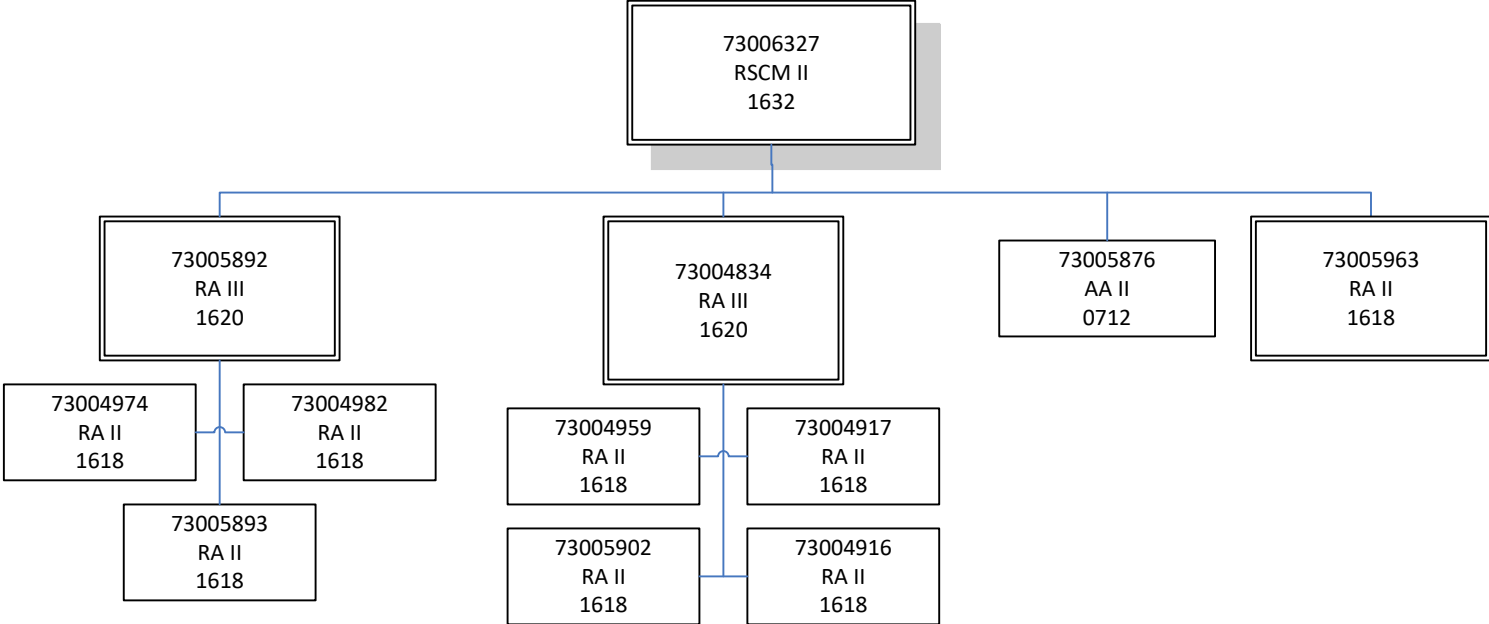 73006327
RSCM II
1632
73005892
RA III
1620
73004834
RA III
1620
73005876
AA II
0712
73005963
RA II
1618
73004974
RA II
1618
73004982
RA II
1618
73005893
RA II
1618
73004959
RA II
1618
73004917
RA II
1618
73005902
RA II
1618
73004916
RA II
1618